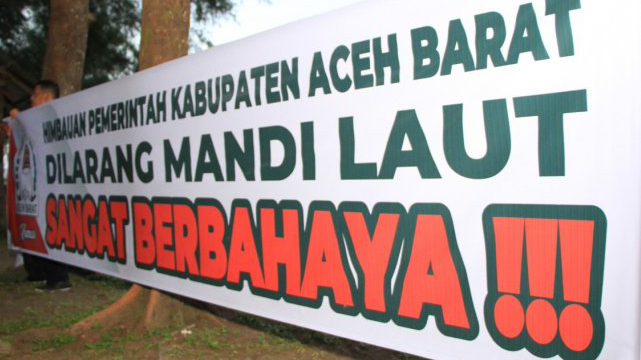 HIMBAUAN PEMERINTAH KABUPATEN ACEH BARAT
DILARANG MANDI LAUT
SANGAT BERBAHAYA !!!